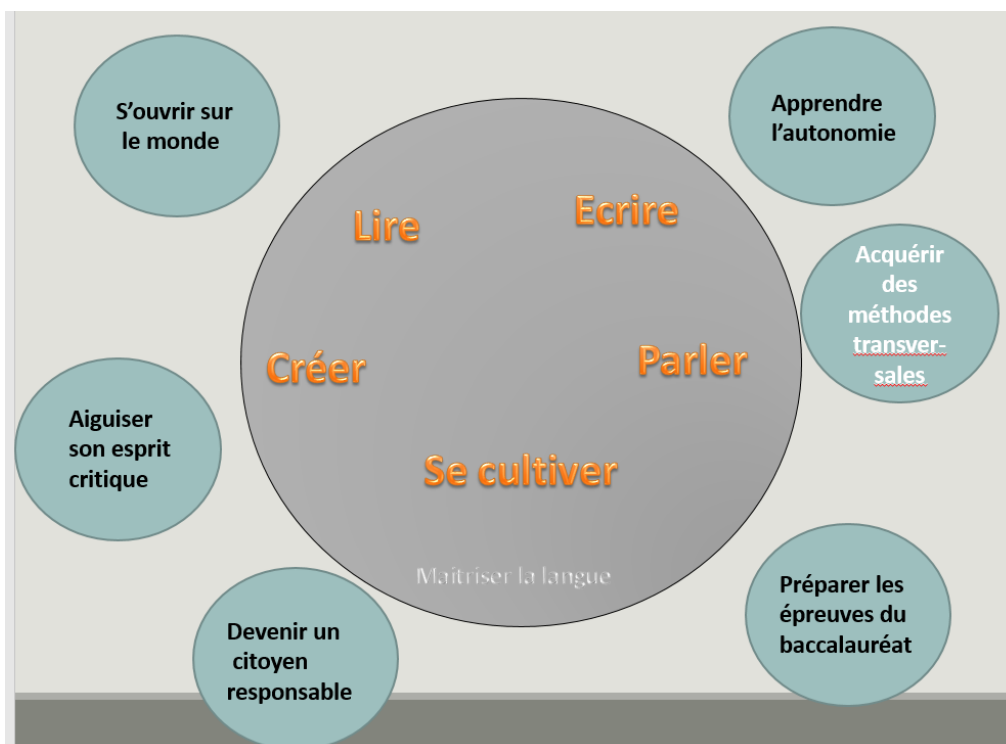 S'ouvrir sur
le monde
Apprendre
l'autonomie
Lire
Ecrire
Acquérir
des
méthodes
transver-
sales
Créer
Parler
Aiguiser
son esprit
critique
Se cultiver
Maitriser la langue
Devenir un
citoyen
responsable
Préparer les
épreuves du
baccalauréat